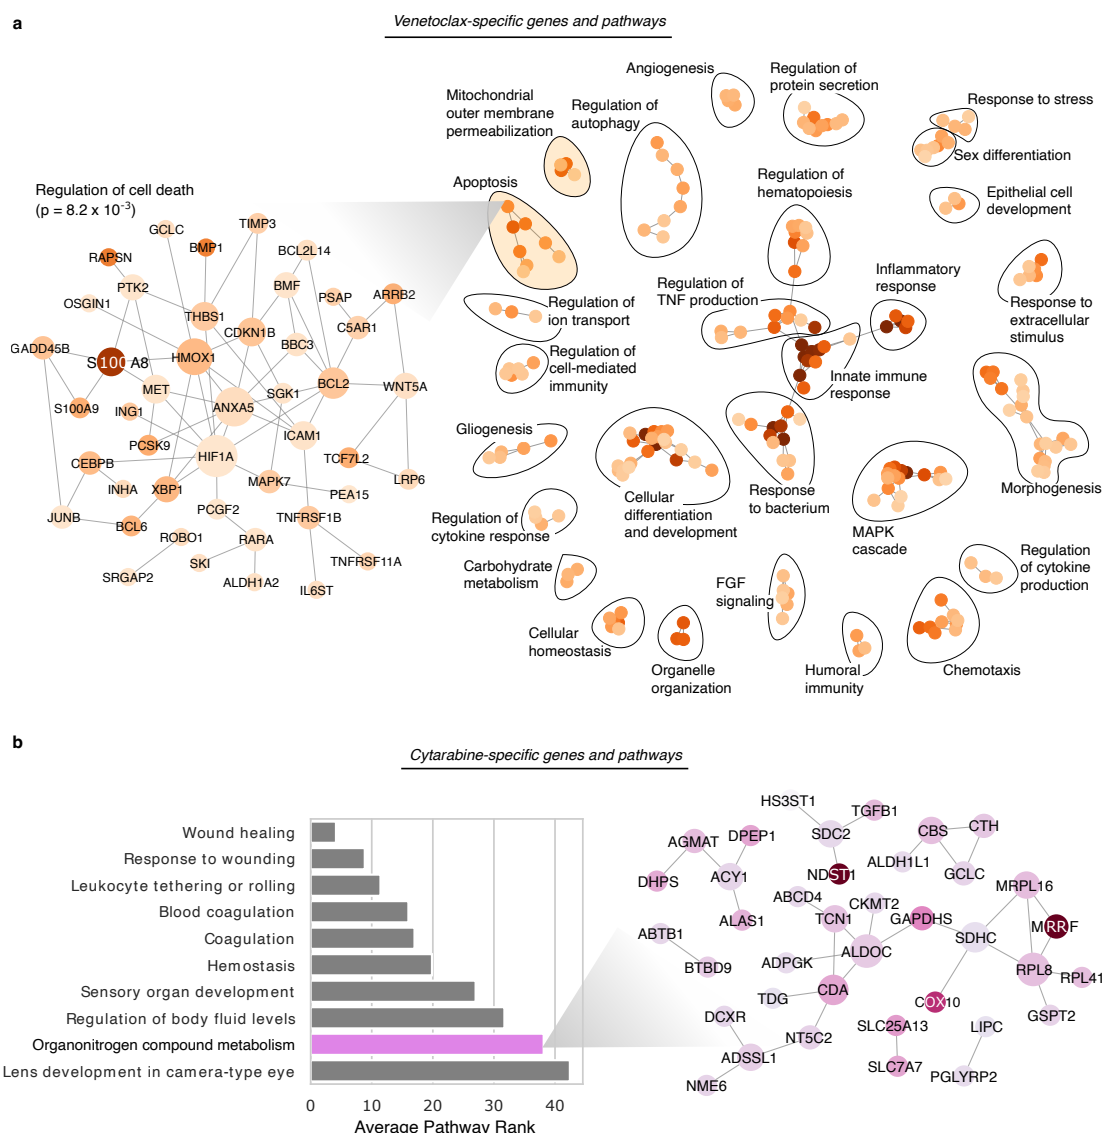 a
Venetoclax-specific genes and pathways
Angiogenesis
Regulation of
protein secretion
Mitochondrial
outer membrane
permeabilization
Regulation of
autophagy
Response to stress
Sex differentiation
Apoptosis
Regulation of
hematopoiesis
Epithelial cell
development
Regulation of cell death
(p = 8.2 x 10⁻³)
Inflammatory
response
Regulation of
TNF production
Regulation of
ion transport
Response to
extracellular
stimulus
Regulation of
cell-mediated
immunity
Innate immune
response
Gliogenesis
Cellular
differentiation
and development
Response
to bacterium
Morphogenesis
Regulation of
cytokine response
MAPK
cascade
Carbohydrate
metabolism
FGF
signaling
Regulation
of cytokine
production
Cellular
homeostasis
Organelle
organization
Humoral
immunity
Chemotaxis
GCLC
TIMP3
RAPSN
BMP1
BCL2L14
PTK2
BMF
OSGIN1
PSAP
ARRB2
THBS1
CDKN1B
C5AR1
GADD45B
S100A8
HMOX1
BBC3
MET
SGK1
BCL2
WNT5A
S100A9
ING1
ANXA5
PCSK9
ICAM1
HIF1A
TCF7L2
CEBPB
INHA
XBP1
MAPK7
PEA15
LRP6
JUNB
BCL6
PCGF2
TNFRSF1B
ROBO1
RARA
SKI
TNFRSF11A
SRGAP2
ALDH1A2
IL6ST
b
Cytarabine-specific genes and pathways
Wound healing
Response to wounding
Leukocyte tethering or rolling
Blood coagulation
Coagulation
Hemostasis
Sensory organ development
Regulation of body fluid levels
Organonitrogen compound metabolism
Lens development in camera-type eye
0 10 20 30 40
Average Pathway Rank
HS3ST1
TGFB1
AGMAT
DPEP1
SDC2
CBS
CTH
DHPS
ACY1
NDST1
ALDH1L1
GCLC
MRPL16
ABCD4
CKMT2
ALAS1
TCN1
GAPDHS
MRRF
ABTB1
SDHC
ALDOC
BTBD9
ADPGK
RPL8
RPL41
CDA
TDG
COX10
DCXR
GSPT2
NT5C2
SLC25A13
LIPC
ADSSL1
SLC7A7
PGLYRP2
NME6